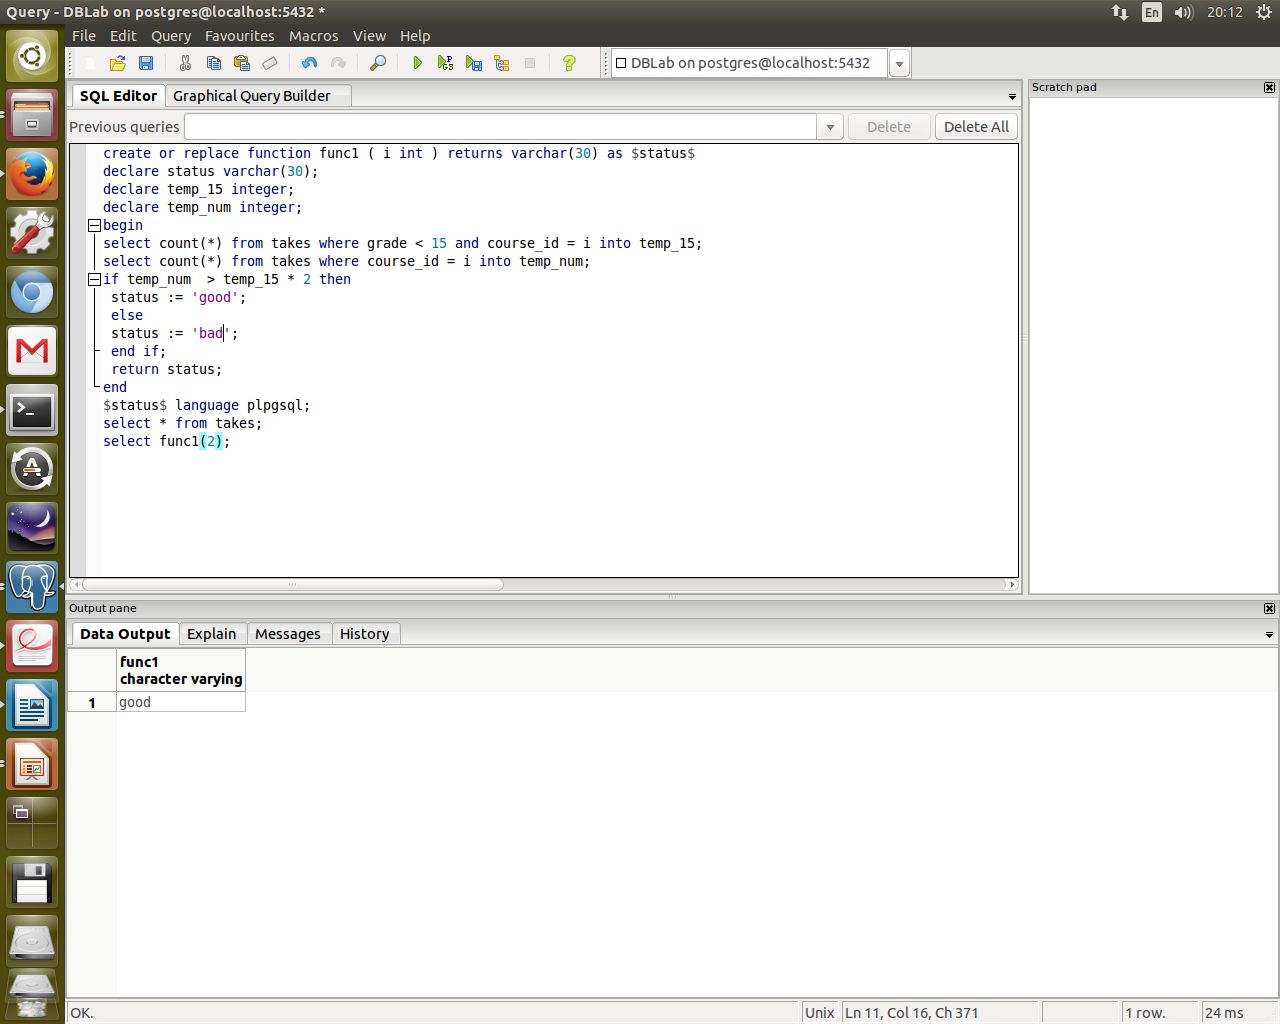 Query - DBLab on postgres@localhost:5432 *
En
20:12
File Edit Query Favourites Macros View Help
DBLab on postgres@localhost:5432
SQL Editor
Graphical Query Builder
Scratch pad
Previous queries
Delete
Delete All
create or replace function func1 ( i int ) returns varchar(30) as $status$
declare status varchar(30);
declare temp_15 integer;
declare temp_num integer;
begin
select count(*) from takes where grade < 15 and course_id = i into temp_15;
select count(*) from takes where course_id = i into temp_num;
if temp_num  > temp_15 * 2 then
status := 'good';
else
status := 'bad';
end if;
return status;
end
$status$ language plpgsql;
select * from takes;
select func1(2);
Output pane
Data Output
Explain
Messages
History
func1
character varying
1
good
OK.
Unix
Ln 11, Col 16, Ch 371
1 row.
24 ms